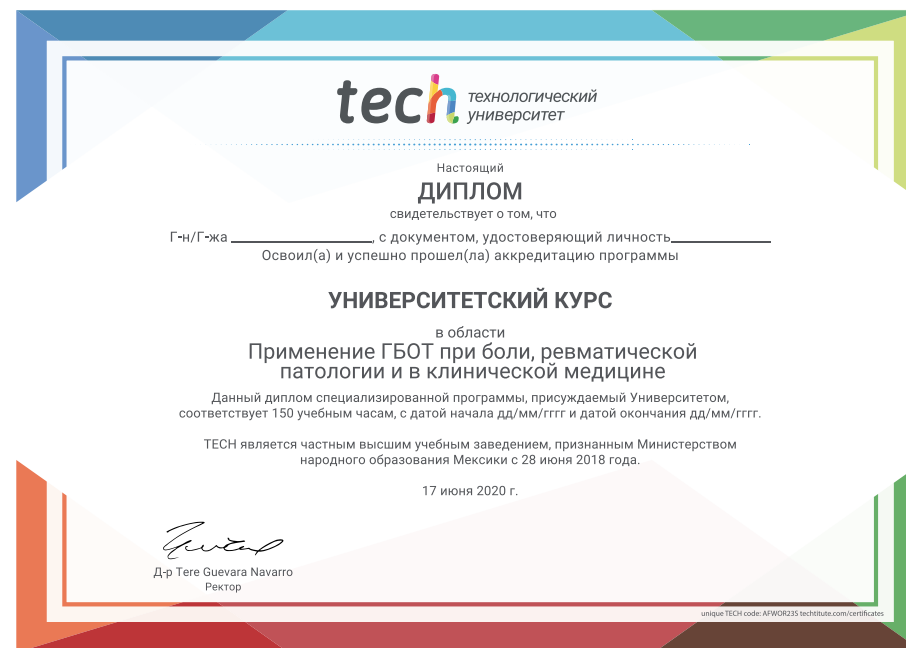 tech технологический
университет
Настоящий
ДИПЛОМ
свидетельствует о том, что
Г-н/Г-жа ____________________, с документом, удостоверяющий личность______________
Освоил(а) и успешно прошел(ла) аккредитацию программы
УНИВЕРСИТЕТСКИЙ КУРС
в области
Применение ГБОТ при боли, ревматической
патологии и в клинической медицине
Данный диплом специализированной программы, присуждаемый Университетом,
соответствует 150 учебным часам, с датой начала дд/мм/гггг и датой окончания дд/мм/гггг.
TECH является частным высшим учебным заведением, признанным Министерством
народного образования Мексики с 28 июня 2018 года.
17 июня 2020 г.
Д-р Tere Guevara Navarro
Ректор
unique TECH code: AFWOR23S techtitute.com/certificates